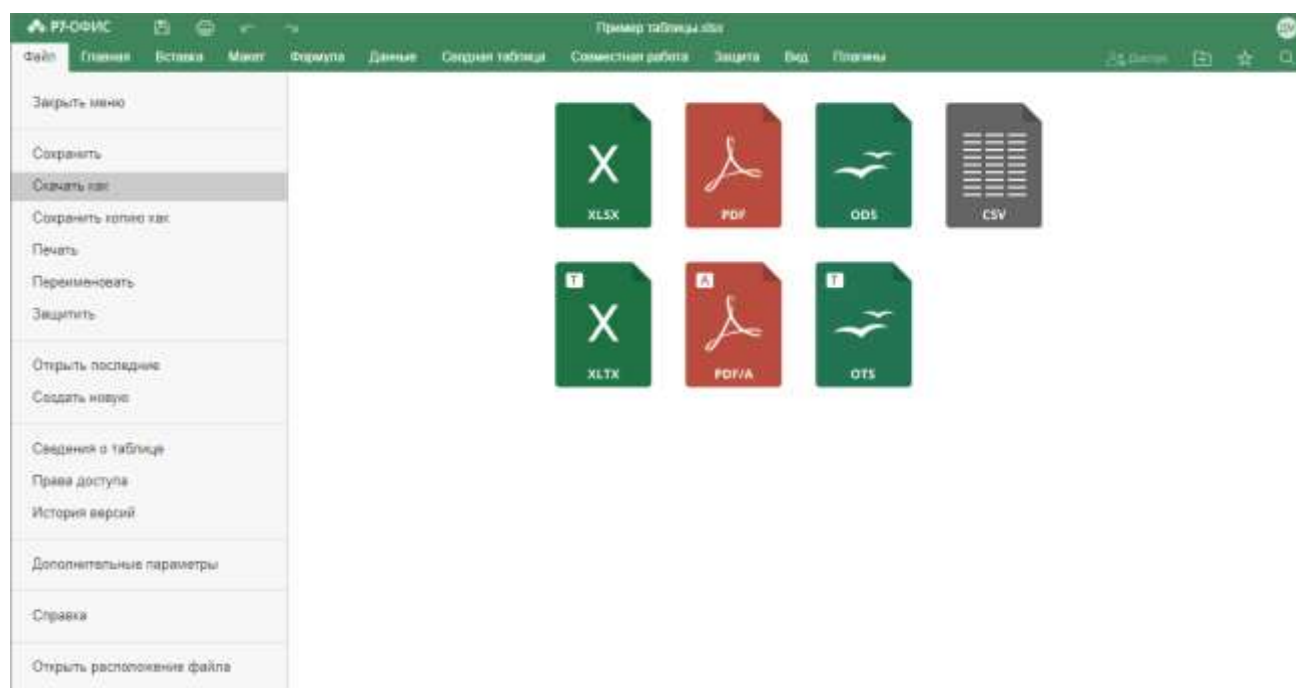 Р7-ОФИС Пример таблицы.xlsx
Файл Главная Вставка Макет Формула Данные Сводная таблица Совместная работа Защита Вид Плагины Доступ
Закрыть меню
Сохранить
Скачать как
Сохранить копию как
Печать
Переименовать
Защитить
Открыть последние
Создать новую
Сведения о таблице
Права доступа
История версий
Дополнительные параметры
Справка
Открыть расположение файла
X
XLSX PDF ODS CSV
T A T
X
XLTX PDF/A OTS